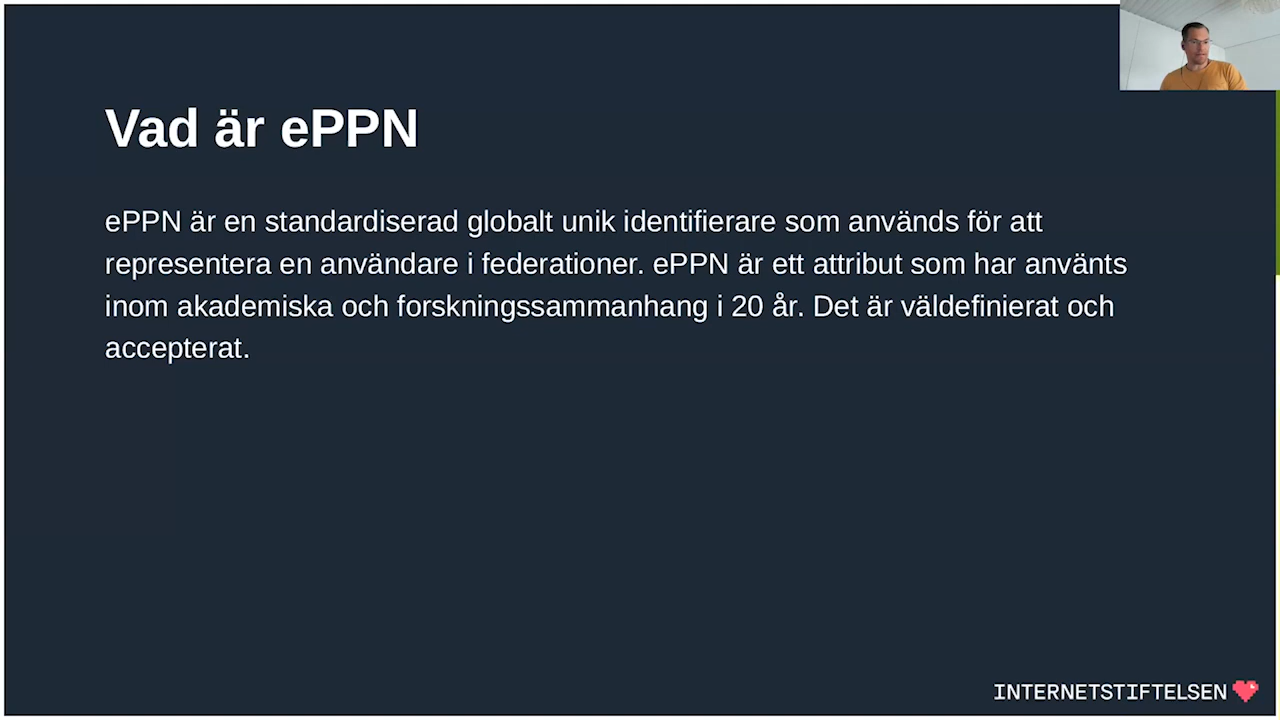 Vad är ePPN
ePPN är en standardiserad globalt unik identifierare som används för att
representera en användare i federationer. ePPN är ett attribut som har använts
inom akademiska och forskningssammanhang i 20 år. Det är väldefinierat och
accepterat.
INTERNETSTIFTELSEN